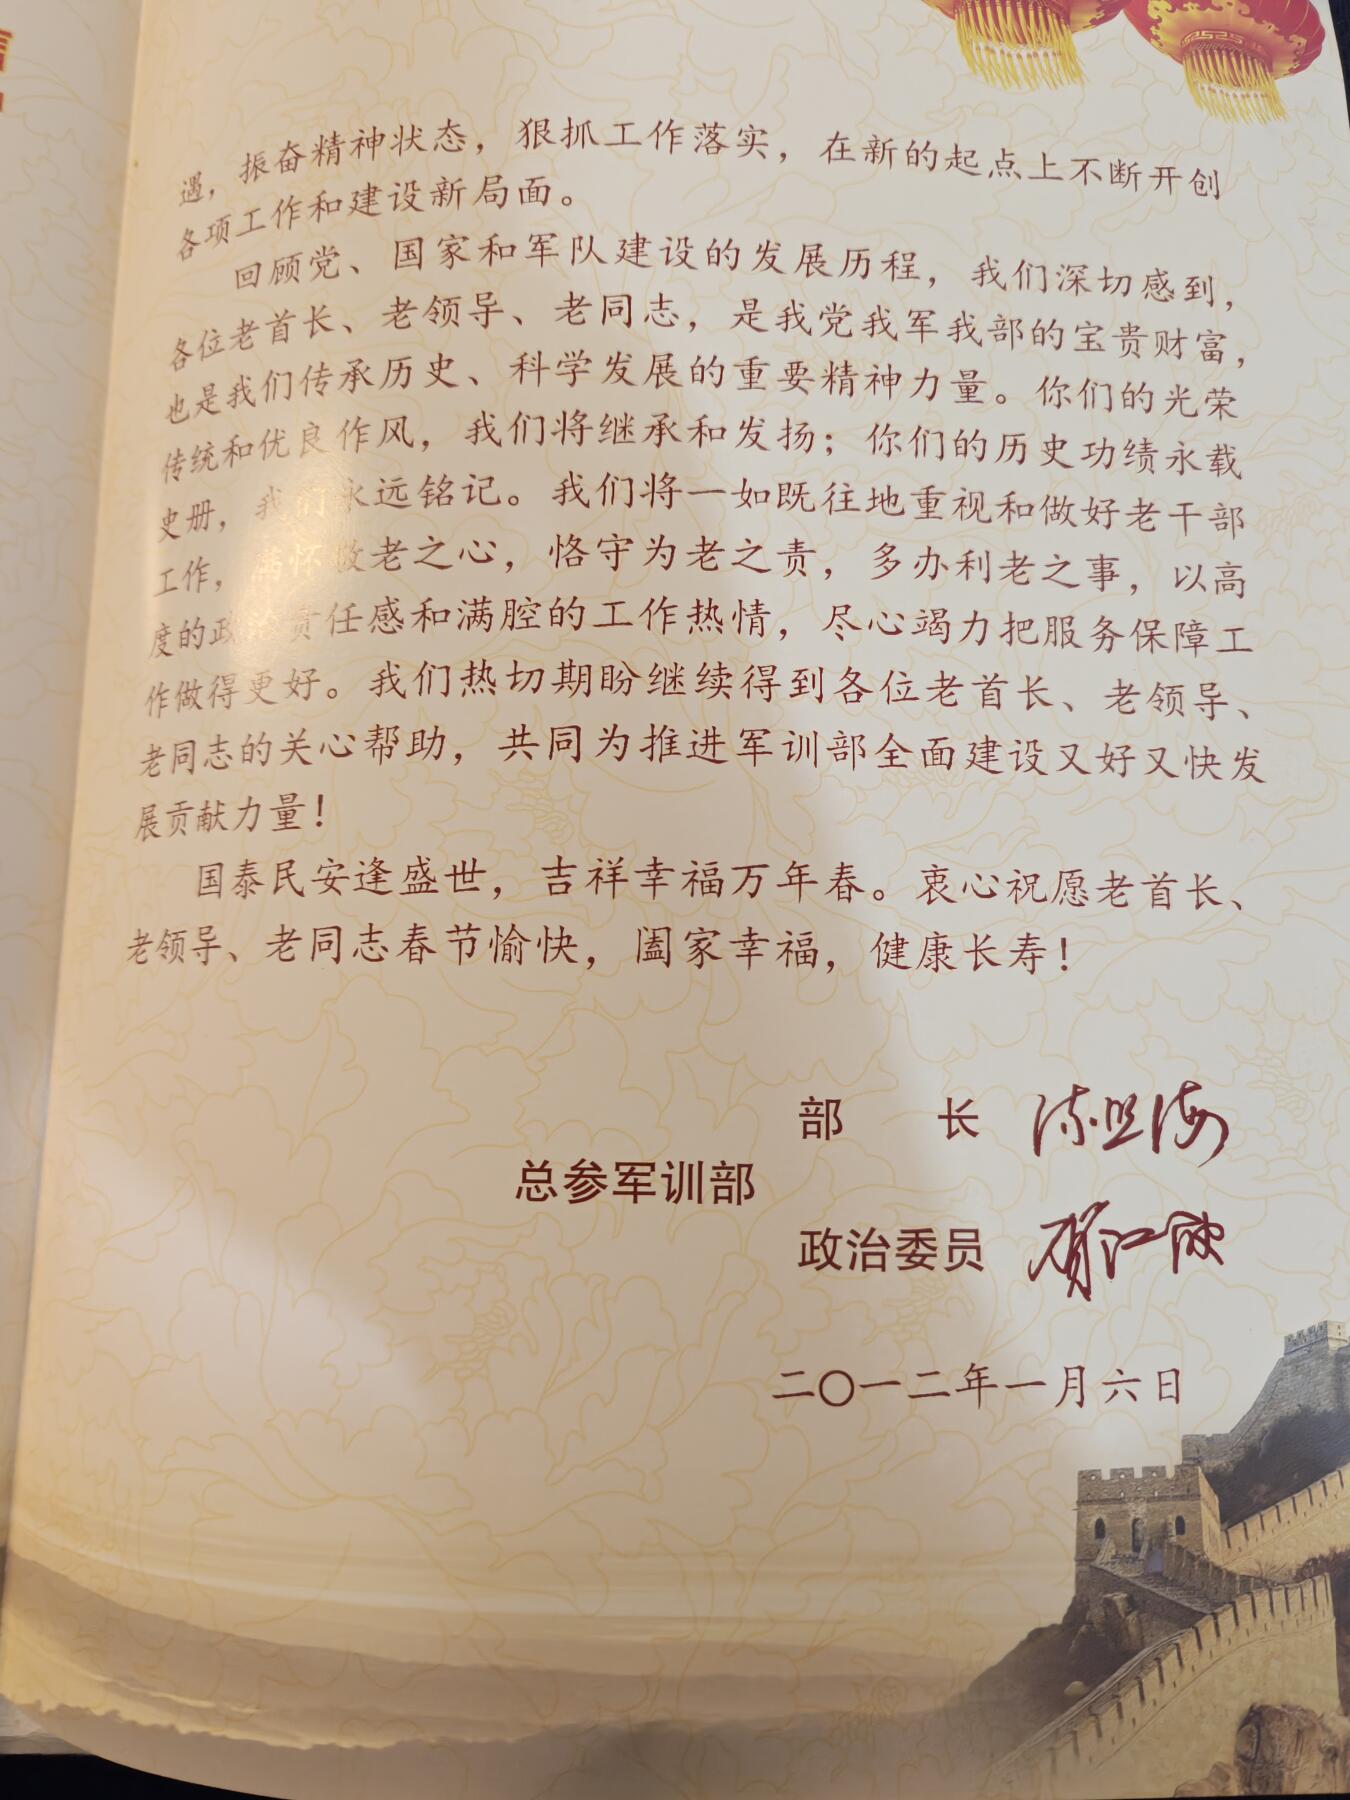 遇，振奋精神状态，狠抓工作落实，在新的起点上不断开创
各项工作和建设新局面。
回顾党、国家和军队建设的发展历程，我们深切感到，
各位老首长、老领导、老同志，是我党我军我部的宝贵财富，
也是我们传承历史、科学发展的重要精神力量。你们的光荣
传统和优良作风，我们将继承和发扬；你们的历史功绩永载
史册，我们永远铭记。我们将一如既往地重视和做好老干部
工作，满怀敬老之心，恪守为老之责，多办利老之事，以高
度的政治责任感和满腔的工作热情，尽心竭力把服务保障工
作做得更好。我们热切期盼继续得到各位老首长、老领导、
老同志的关心帮助，共同为推进军训部全面建设又好又快发
展贡献力量！
国泰民安逢盛世，吉祥幸福万年春。衷心祝愿老首长、
老领导、老同志春节愉快，阖家幸福，健康长寿！
部 长 陈照海
总参军训部
政治委员
二〇一二年一月六日